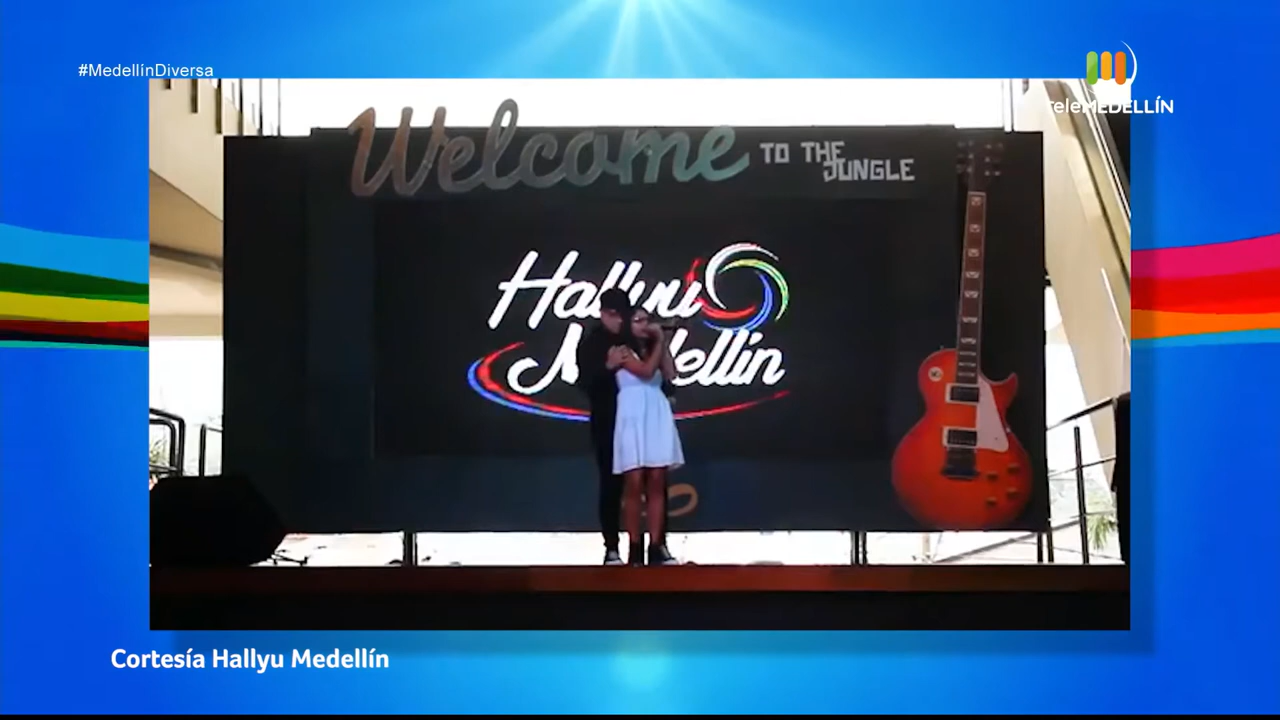 #MedellínDiversa
teleMEDELLÍN
Welcome TO THE
JUNGLE
Hallyu
Medellín
Cortesía Hallyu Medellín